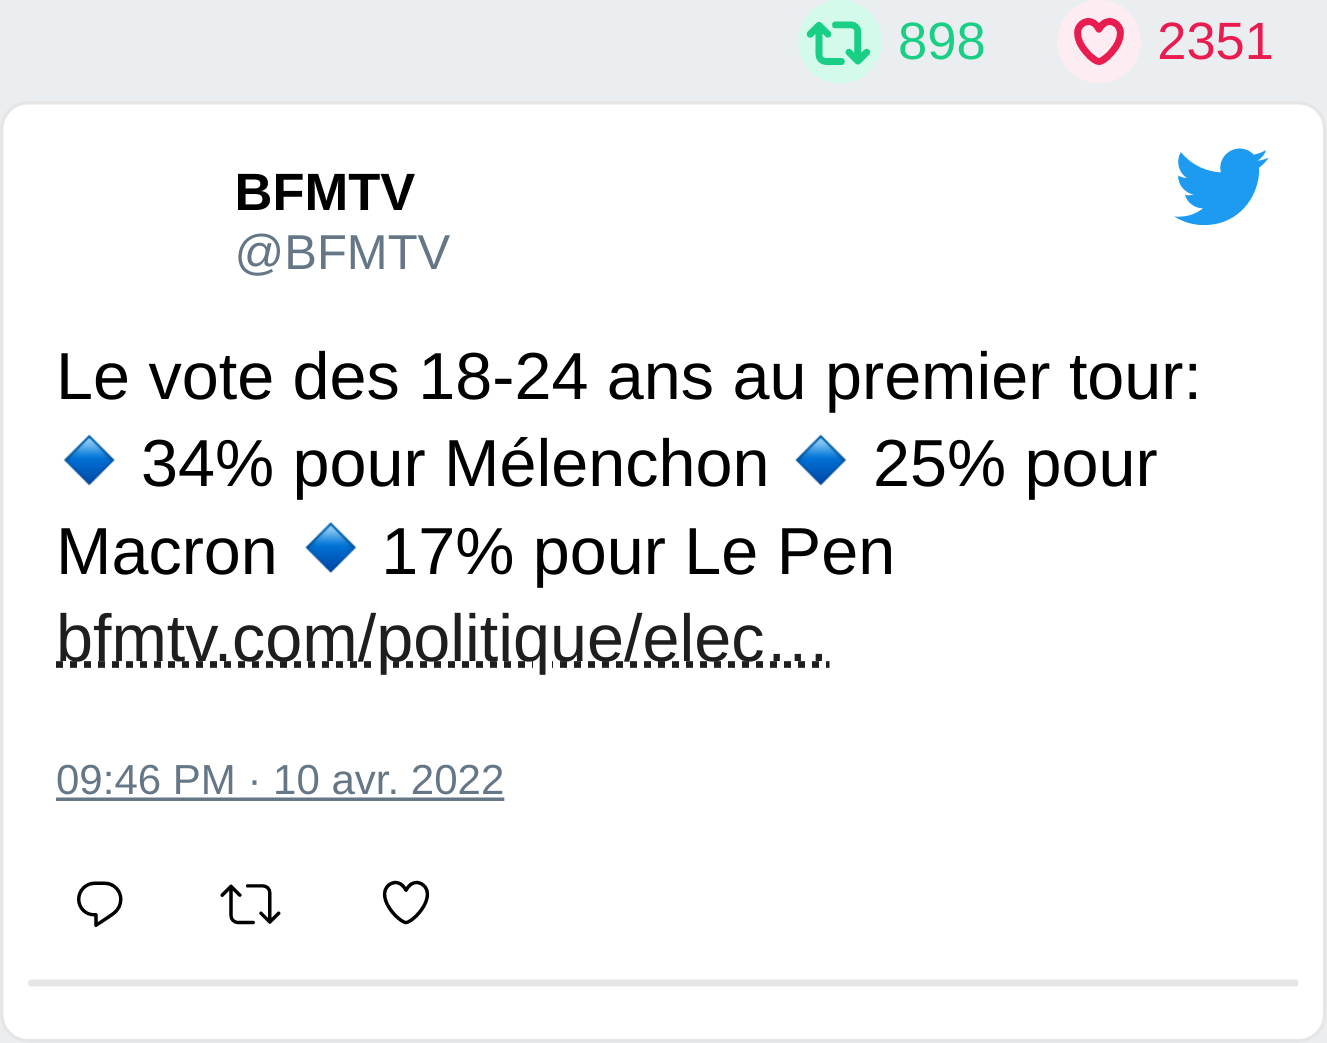 898 2351
BFMTV
@BFMTV
Le vote des 18-24 ans au premier tour:
🔹 34% pour Mélenchon 🔹 25% pour
Macron 🔹 17% pour Le Pen
bfmtv.com/politique/elec…
09:46 PM · 10 avr. 2022